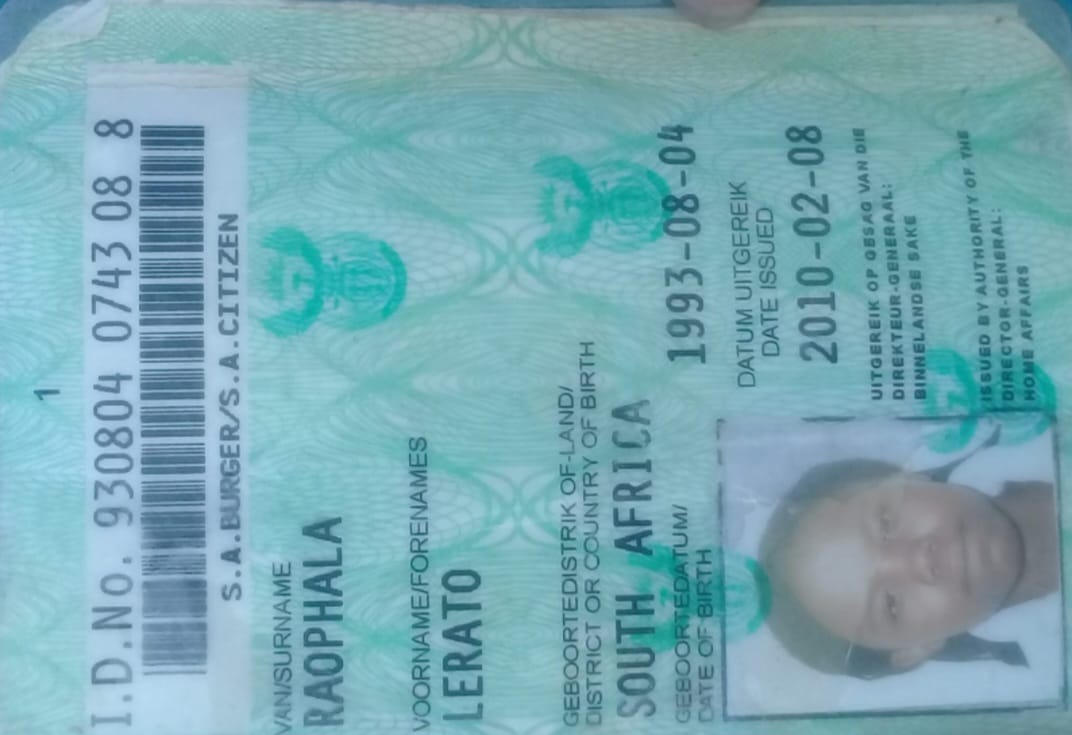 1
I.D.No. 930804 0743 08 8
S.A.BURGER/S.A.CITIZEN
VAN/SURNAME
RAOPHALA
VOORNAME/FORENAMES
LERATO
GEBOORTEDISTRIK OF-LAND/
DISTRICT OR COUNTRY OF BIRTH
SOUTH AFRICA
GEBOORTEDATUM/
DATE OF BIRTH
1993-08-04
DATUM UITGEREIK
DATE ISSUED
2010-02-08
UITGEREIK OP GESAG VAN DIE
DIREKTEUR-GENERAAL:
BINNELANDSE SAKE
ISSUED BY AUTHORITY OF THE
DIRECTOR-GENERAL:
HOME AFFAIRS